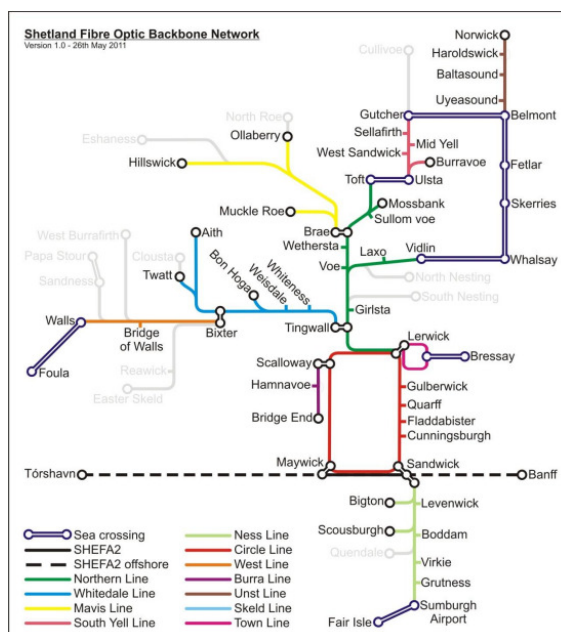 Shetland Fibre Optic Backbone Network
Version 1.0 - 26th May 2011
Norwick
Cullivoe
Haroldswick
Baltasound
Uyeasound
North Roe
Gutcher
Belmont
Ollaberry
Sellafirth
Eshaness
Mid Yell
West Sandwick
Hillswick
Burravoe
Fetlar
Toft
Ulsta
Mossbank
Skerries
Muckle Roe
Sullom voe
Brae
West Burrafirth
Aith
Wethersta
Laxo
Vidlin
Papa Stour
Clousta
Voe
Whalsay
Sandness
Twatt
Bon Hoga
Weisdale
Whiteness
North Nesting
South Nesting
Girlsta
Walls
Bridge
of Walls
Bixter
Tingwall
Lerwick
Foula
Reawick
Scalloway
Bressay
Easter Skeld
Hamnavoe
Gulberwick
Quarff
Bridge End
Fladdabister
Cunningsburgh
Maywick
Sandwick
Tórshavn
Banff
Bigton
Levenwick
Scousburgh
Boddam
Quendale
Virkie
Grutness
Fair Isle
Sumburgh
Airport
Sea crossing
SHEFA2
SHEFA2 offshore
Northern Line
Whitedale Line
Mavis Line
South Yell Line
Ness Line
Circle Line
West Line
Burra Line
Unst Line
Skeld Line
Town Line